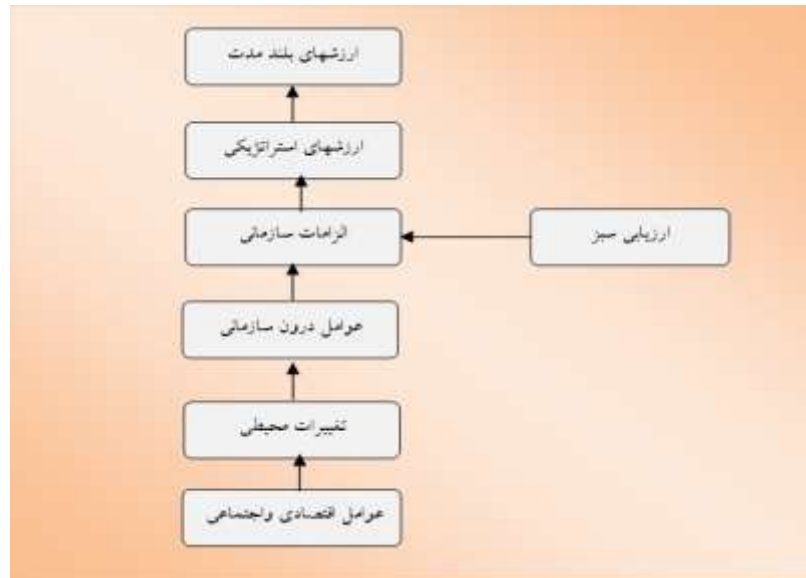 ارزشهای بلند مدت
ارزشهای استراتژیکی
الزامات سازمانی
ارزیابی سبز
عوامل درون سازمانی
تغییرات محیطی
عوامل اقتصادی واجتماعی